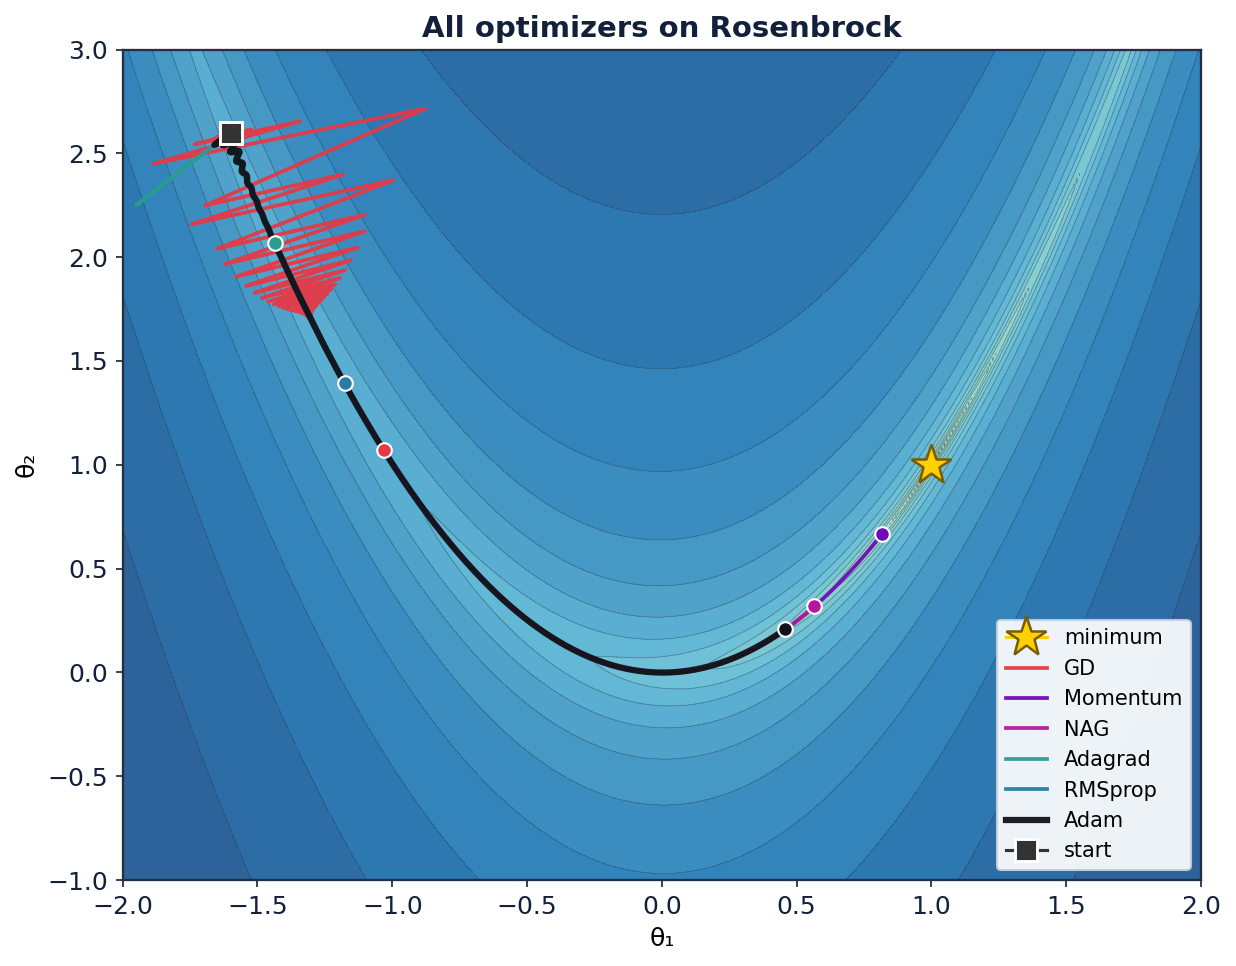 All optimizers on Rosenbrock
3.0
2.5
2.0
1.5
1.0
0.5
0.0
−0.5
−1.0
θ₂
−2.0 −1.5 −1.0 −0.5 0.0 0.5 1.0 1.5 2.0
θ₁
minimum
GD
Momentum
NAG
Adagrad
RMSprop
Adam
start